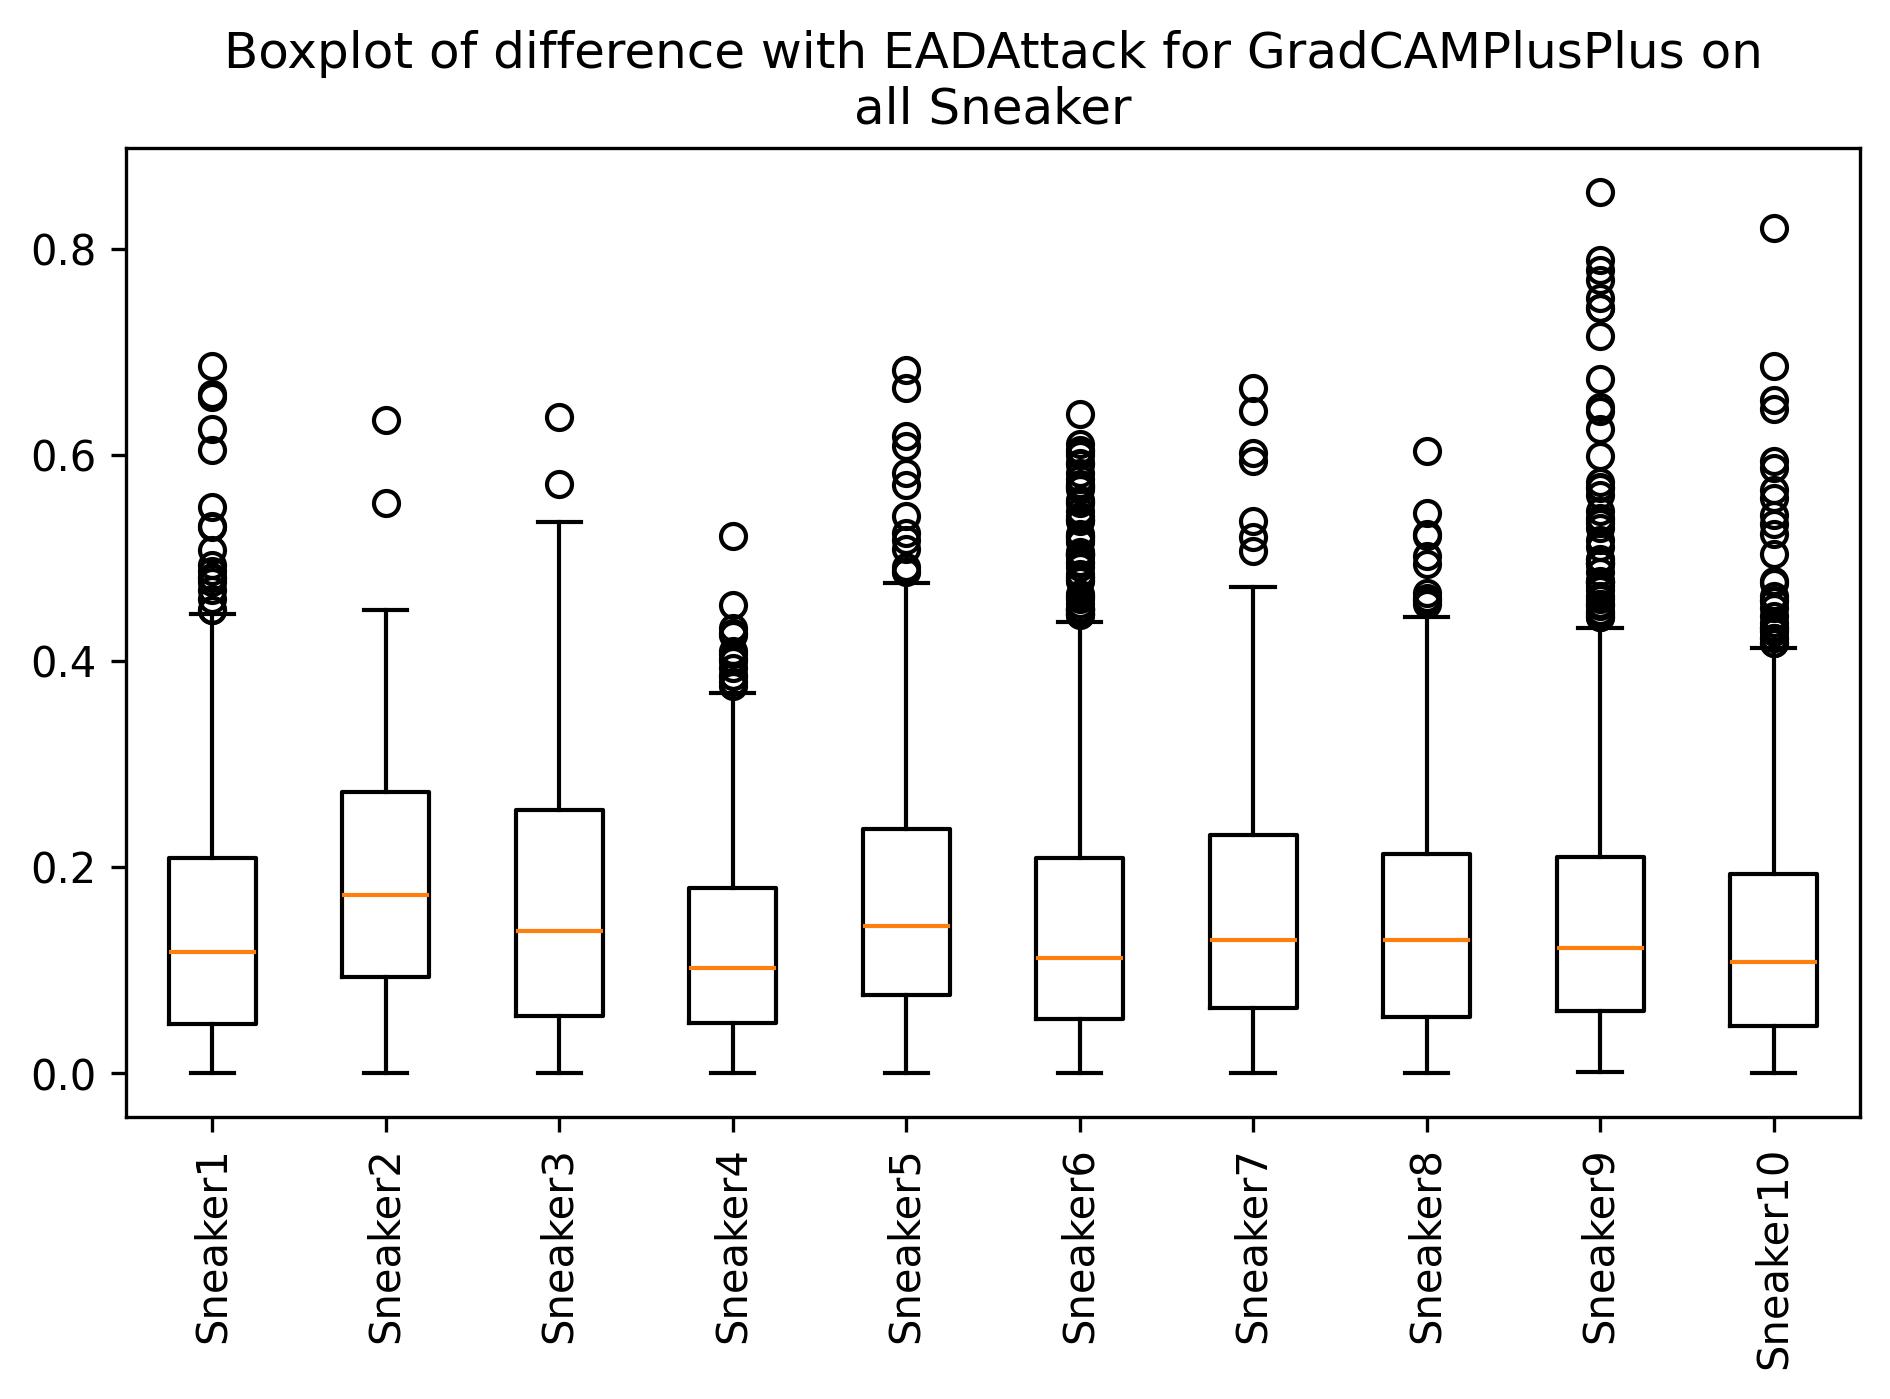 Boxplot of difference with EADAttack for GradCAMPlusPlus on
all Sneaker
0.8
0.6
0.4
0.2
0.0
Sneaker1
Sneaker2
Sneaker3
Sneaker4
Sneaker5
Sneaker6
Sneaker7
Sneaker8
Sneaker9
Sneaker10